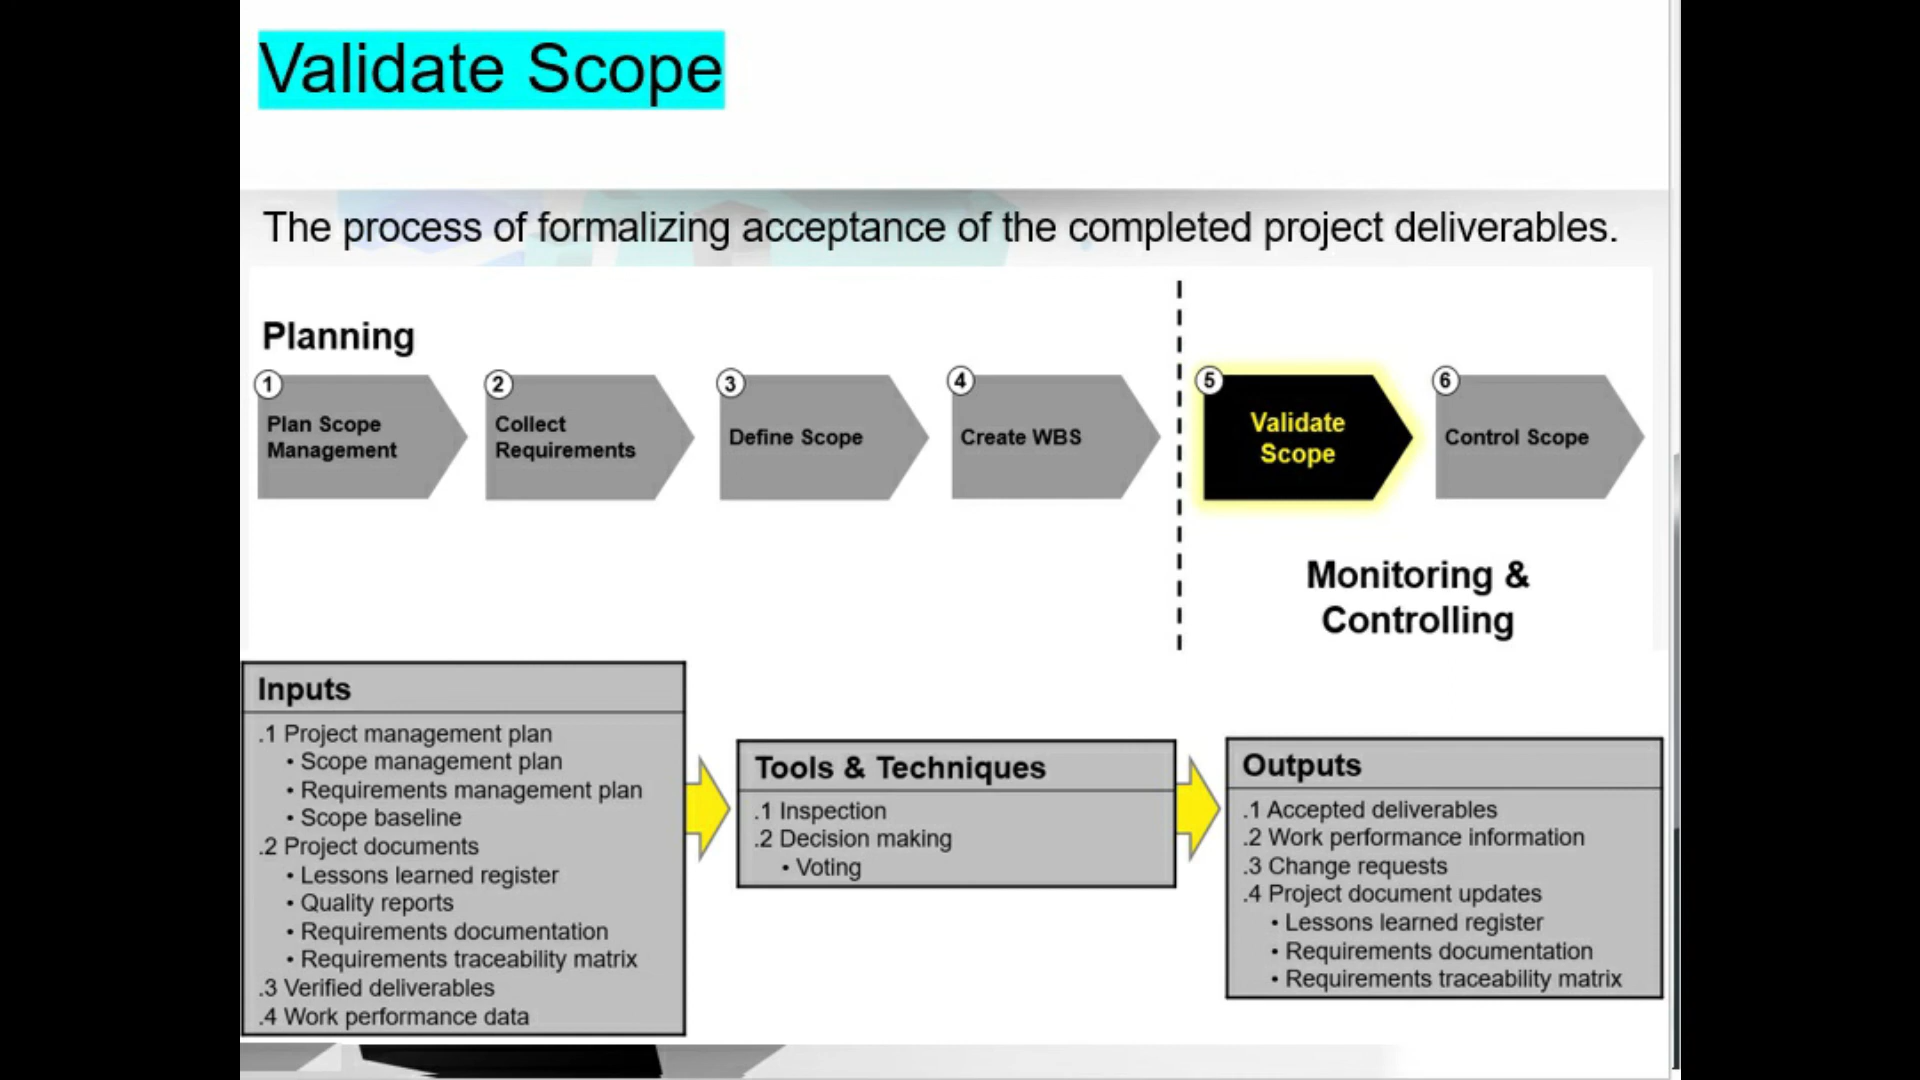 Validate Scope
The process of formalizing acceptance of the completed project deliverables.
Planning
1
Plan Scope
Management
2
Collect
Requirements
3
Define Scope
4
Create WBS
5
Validate
Scope
6
Control Scope
Monitoring &
Controlling
Inputs
.1 Project management plan
• Scope management plan
• Requirements management plan
• Scope baseline
.2 Project documents
• Lessons learned register
• Quality reports
• Requirements documentation
• Requirements traceability matrix
.3 Verified deliverables
.4 Work performance data
Tools & Techniques
.1 Inspection
.2 Decision making
• Voting
Outputs
.1 Accepted deliverables
.2 Work performance information
.3 Change requests
.4 Project document updates
• Lessons learned register
• Requirements documentation
• Requirements traceability matrix